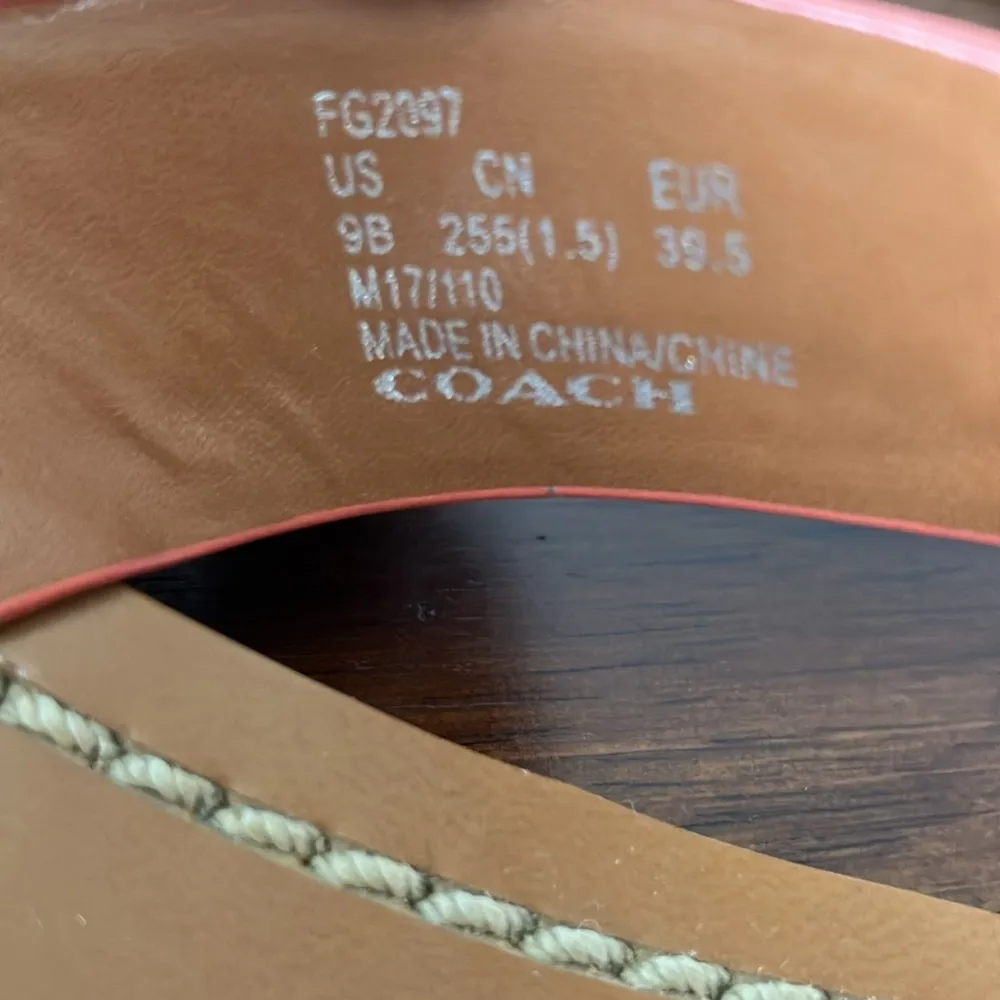 FG2097
US CN EUR
9B 255(1.5) 39.5
M17/110
MADE IN CHINA/CHINE
COACH